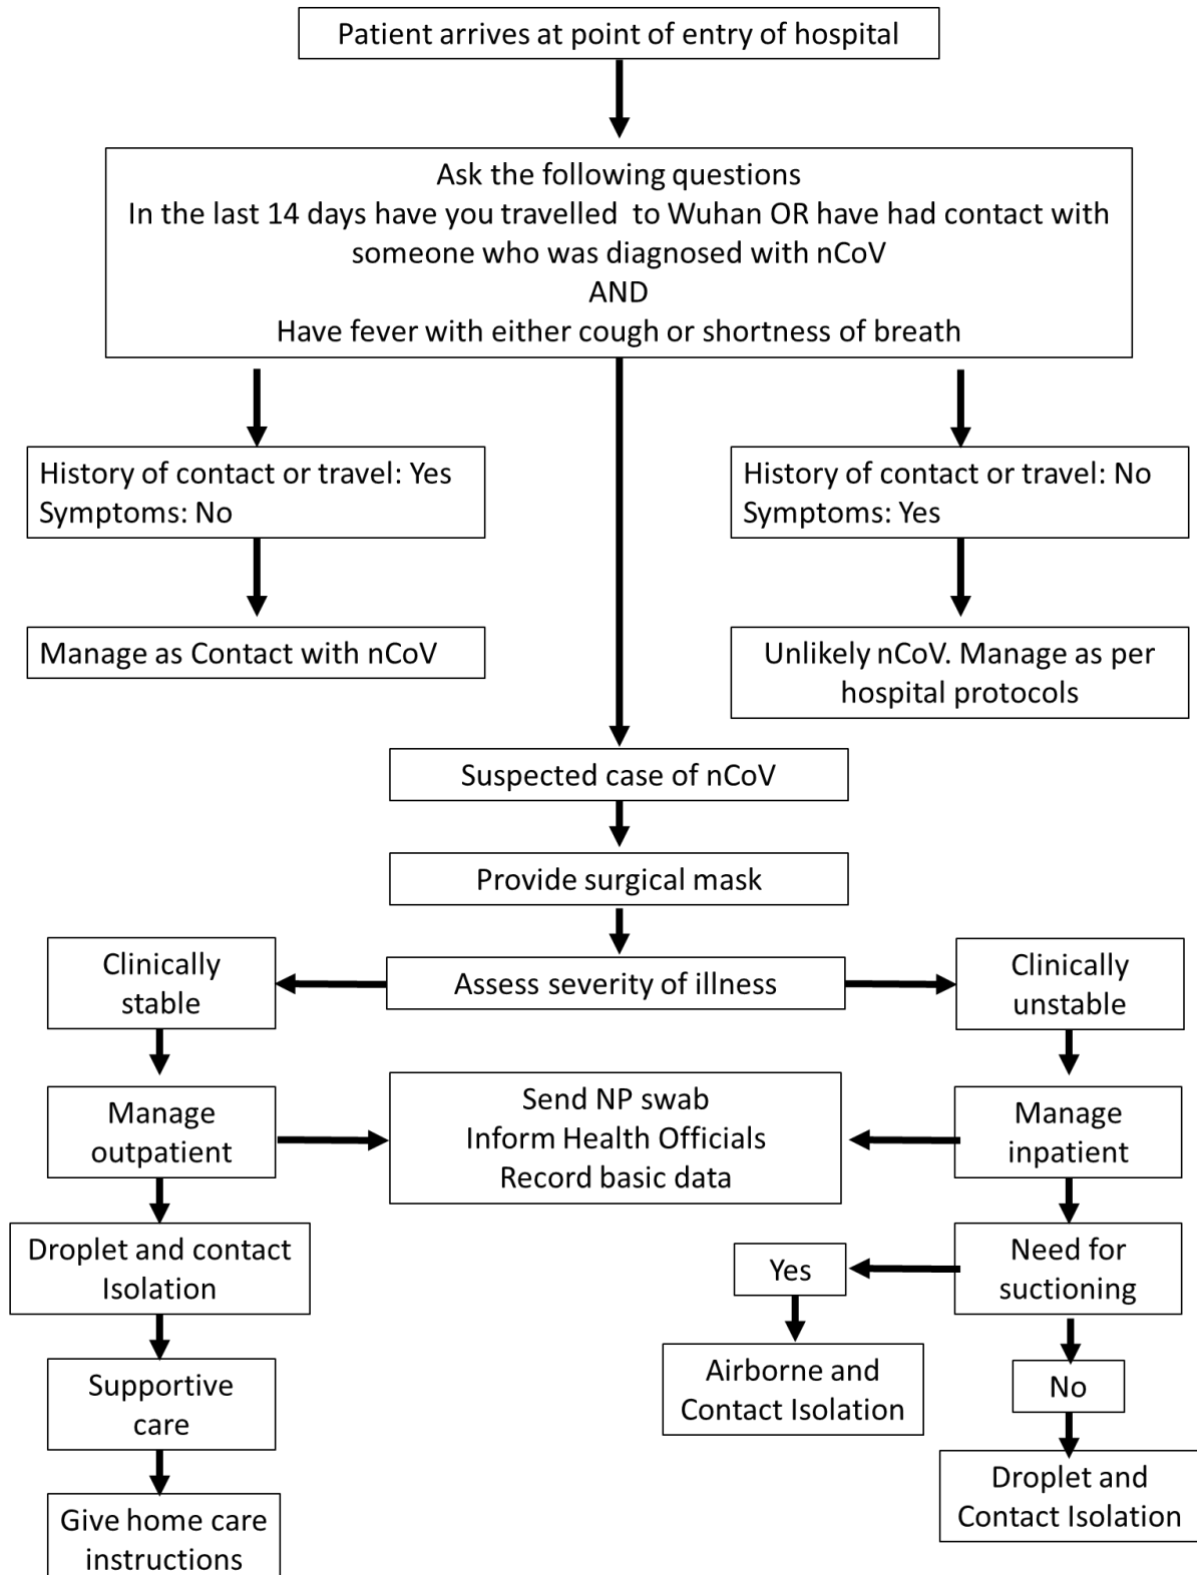 Patient arrives at point of entry of hospital
Ask the following questions
In the last 14 days have you travelled to Wuhan OR have had contact with
someone who was diagnosed with nCoV
AND
Have fever with either cough or shortness of breath
History of contact or travel: Yes
Symptoms: No
History of contact or travel: No
Symptoms: Yes
Manage as Contact with nCoV
Unlikely nCoV. Manage as per
hospital protocols
Suspected case of nCoV
Provide surgical mask
Assess severity of illness
Clinically
stable
Clinically
unstable
Manage
outpatient
Send NP swab
Inform Health Officials
Record basic data
Manage
inpatient
Droplet and contact
Isolation
Yes
Need for
suctioning
Supportive
care
Airborne and
Contact Isolation
No
Give home care
instructions
Droplet and
Contact Isolation